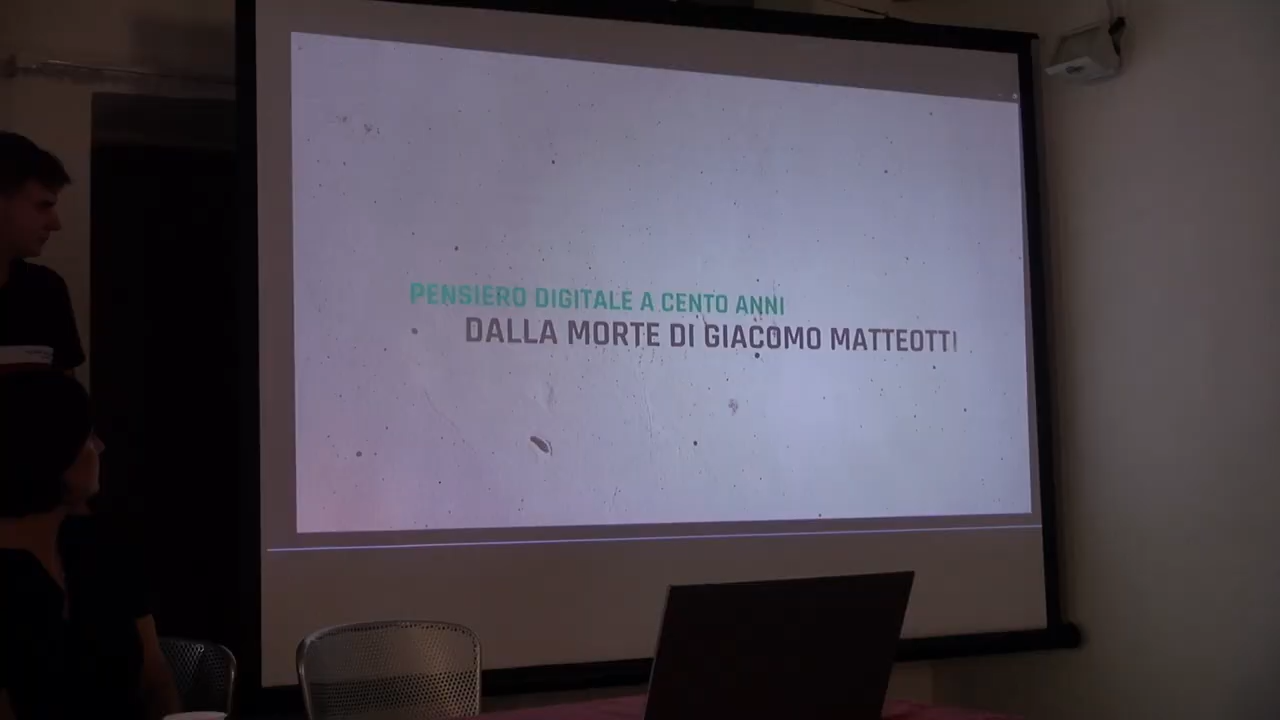 PENSIERO DIGITALE A CENTO ANNI
DALLA MORTE DI GIACOMO MATTEOTTI